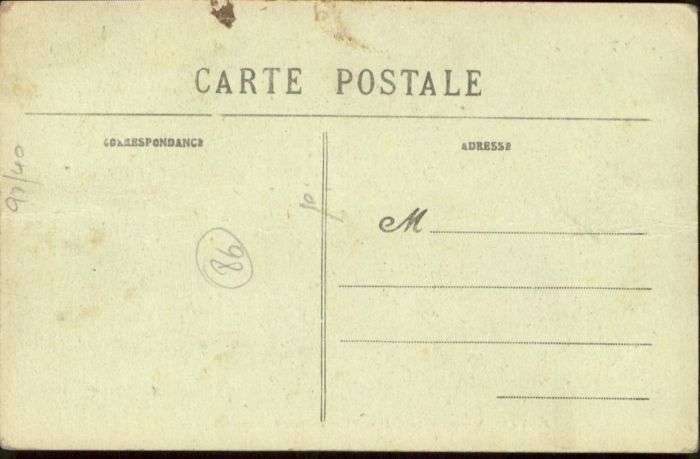 CARTE POSTALE
CORRESPONDANCE
ADRESSE
M
86